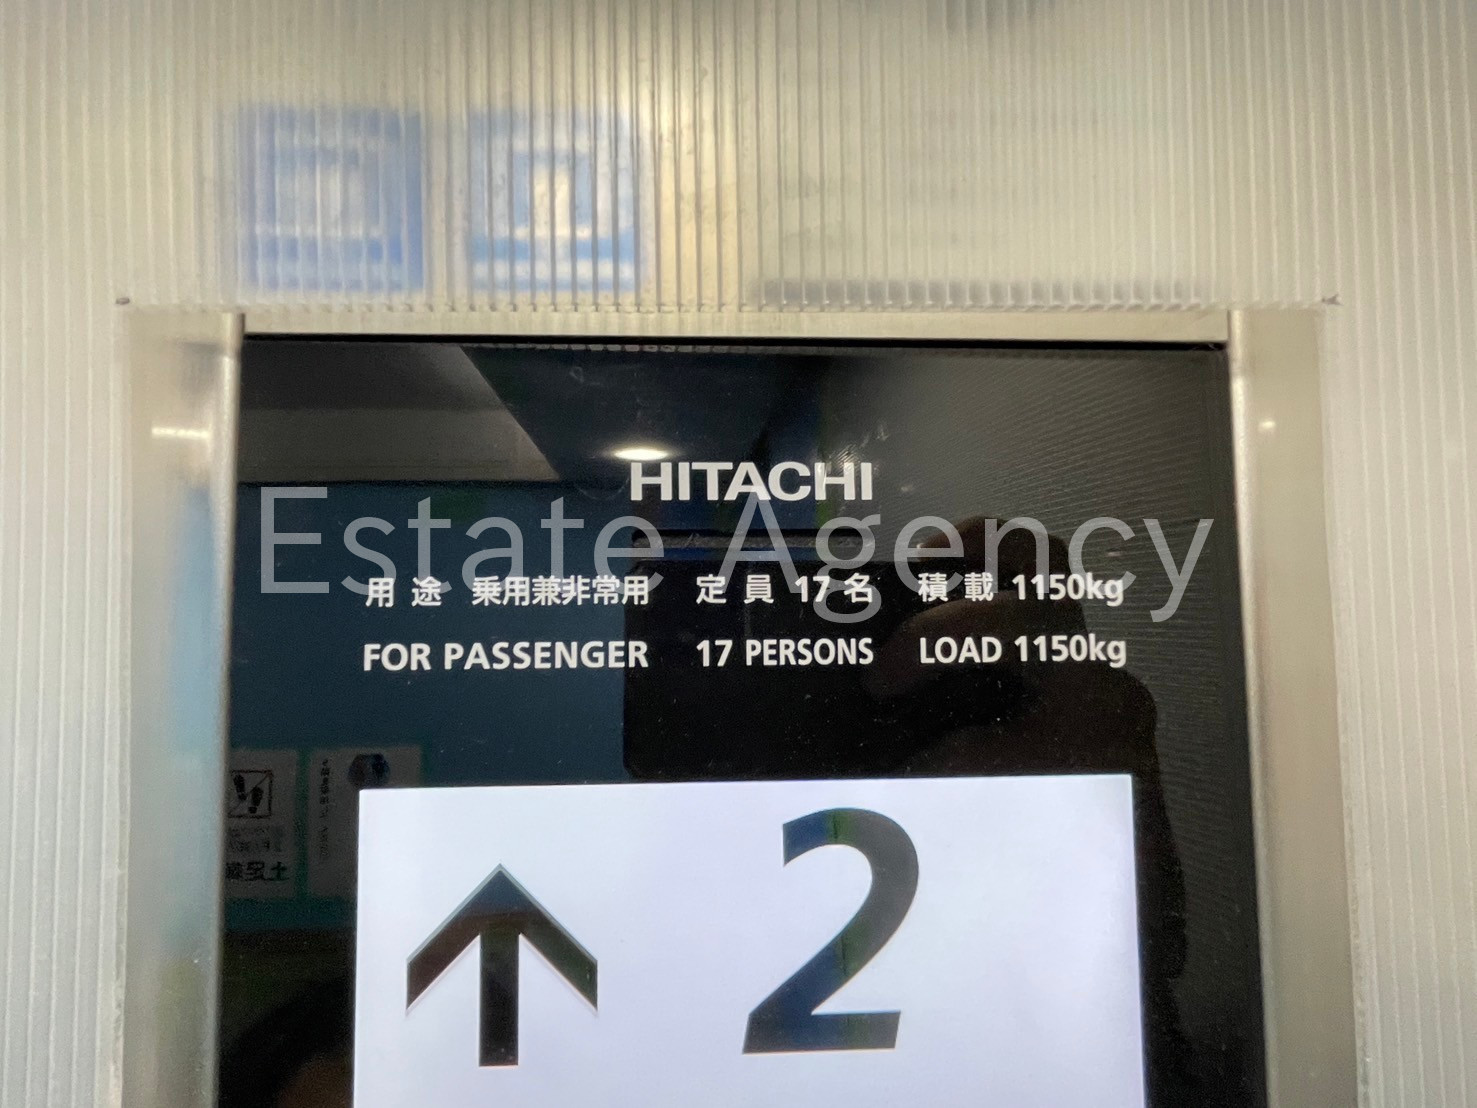 HITACHI
Estate Agency
用途 乗用兼非常用 定員 17名 積載 1150kg
FOR PASSENGER 17 PERSONS LOAD 1150kg
↑ 2